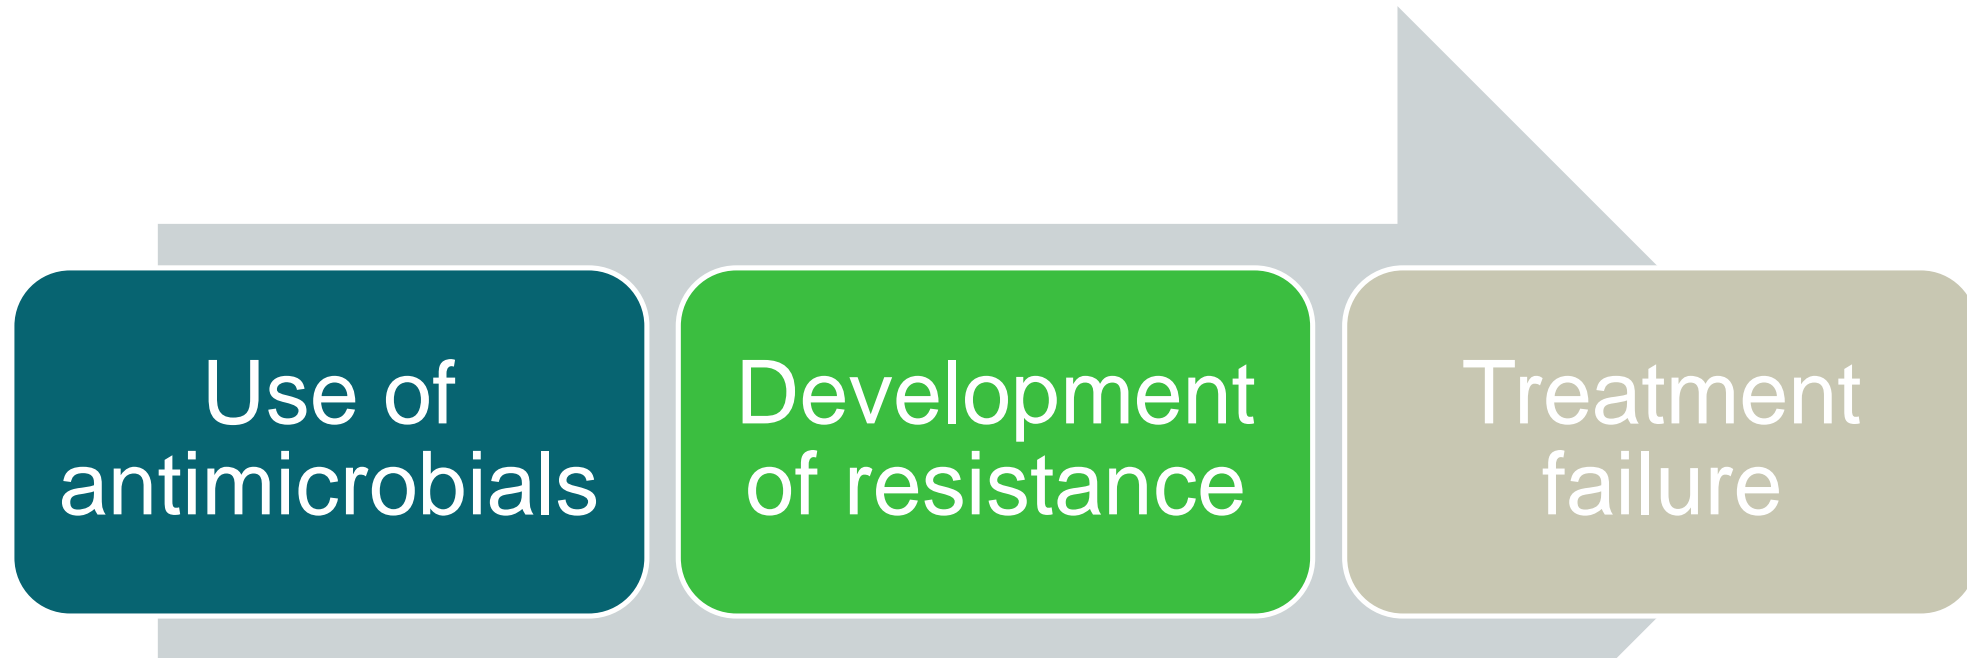 Use of
antimicrobials
Development
of resistance
Treatment
failure